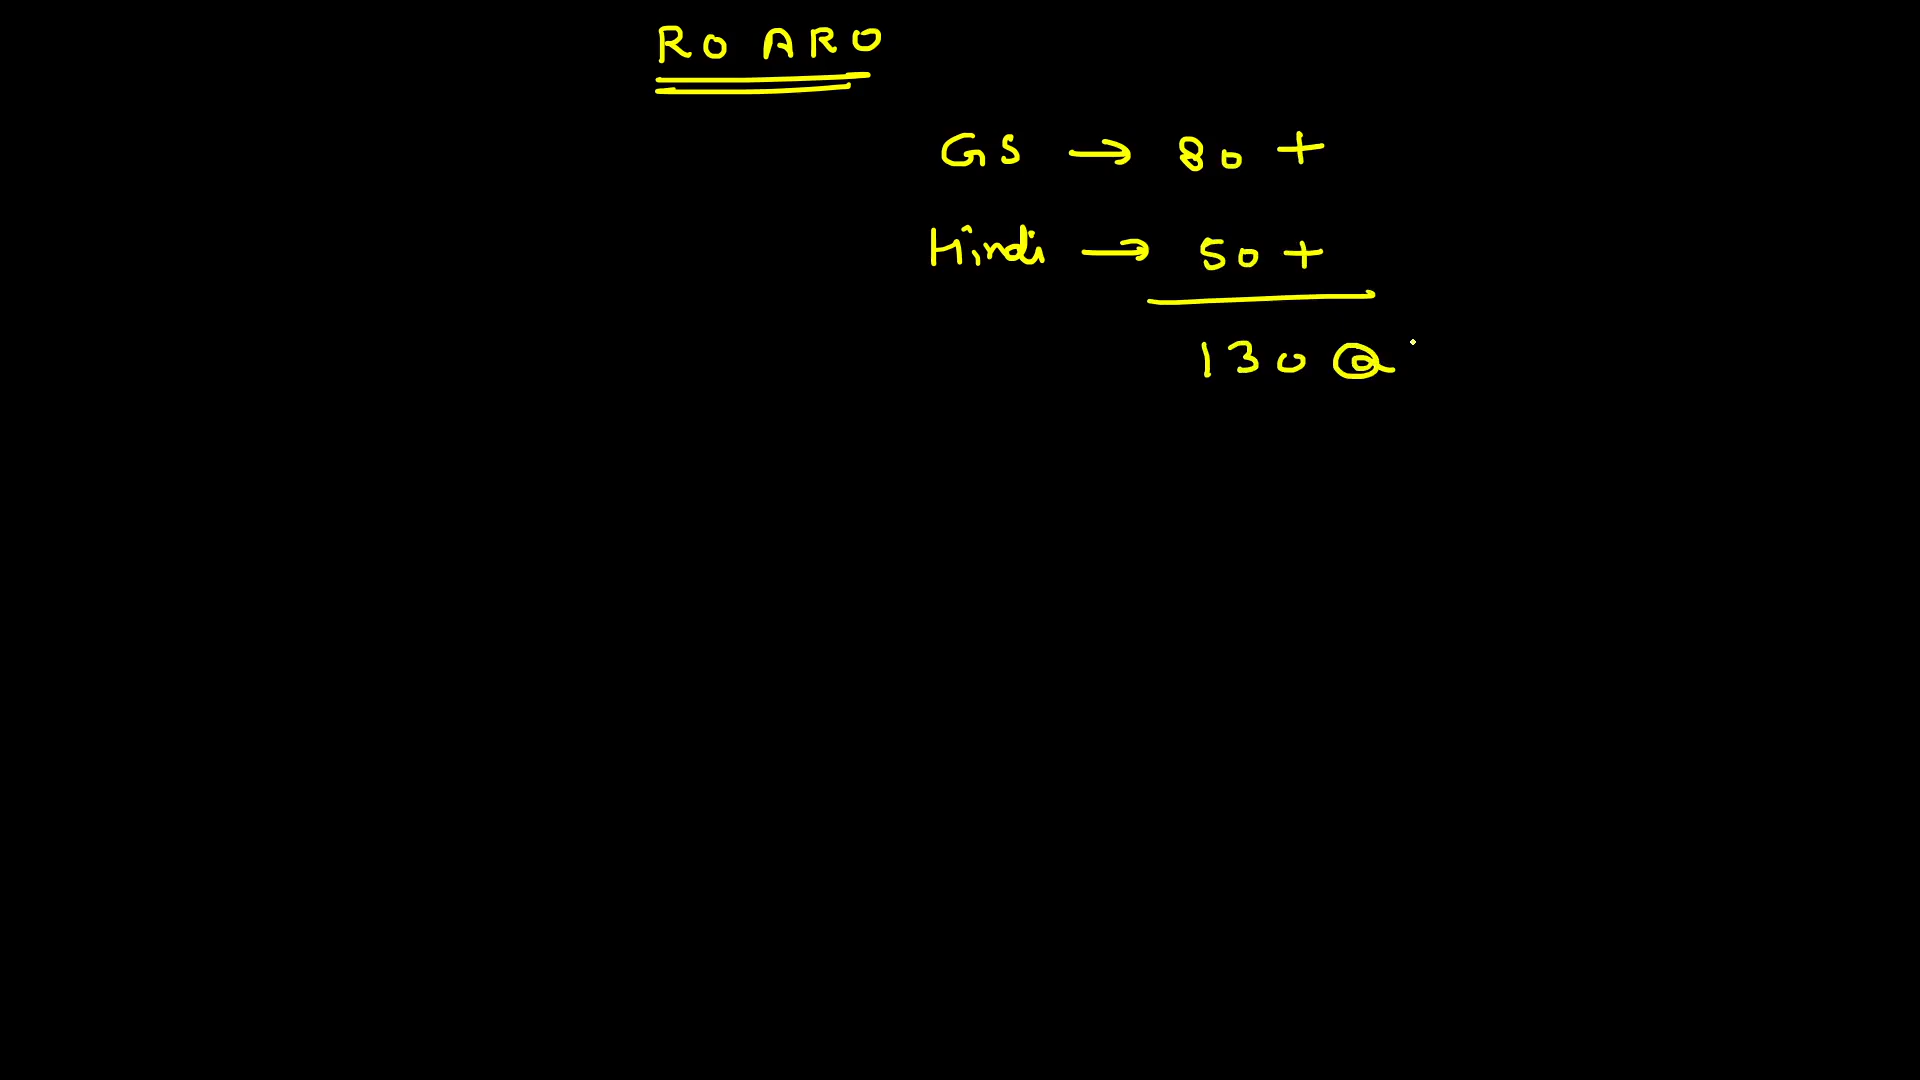 RO ARO
GS → 80 +
Hindi → 50 +
130 Q